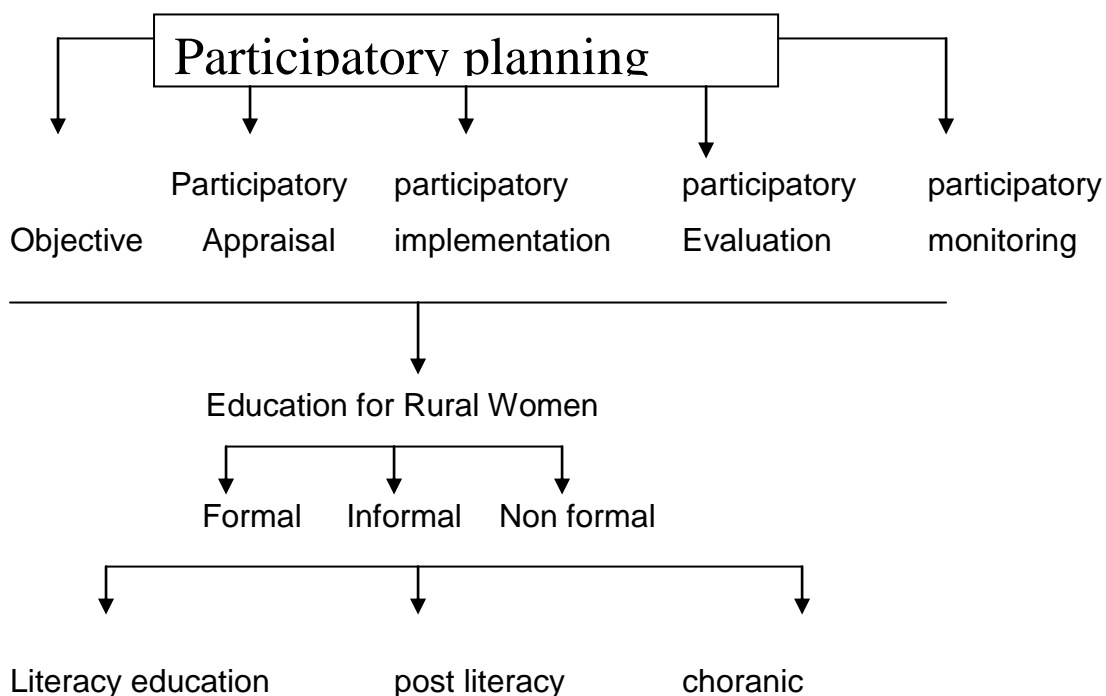 Participatory planning
Participatory participatory participatory participatory
Objective Appraisal implementation Evaluation monitoring
Education for Rural Women
Formal Informal Non formal
Literacy education post literacy choranic